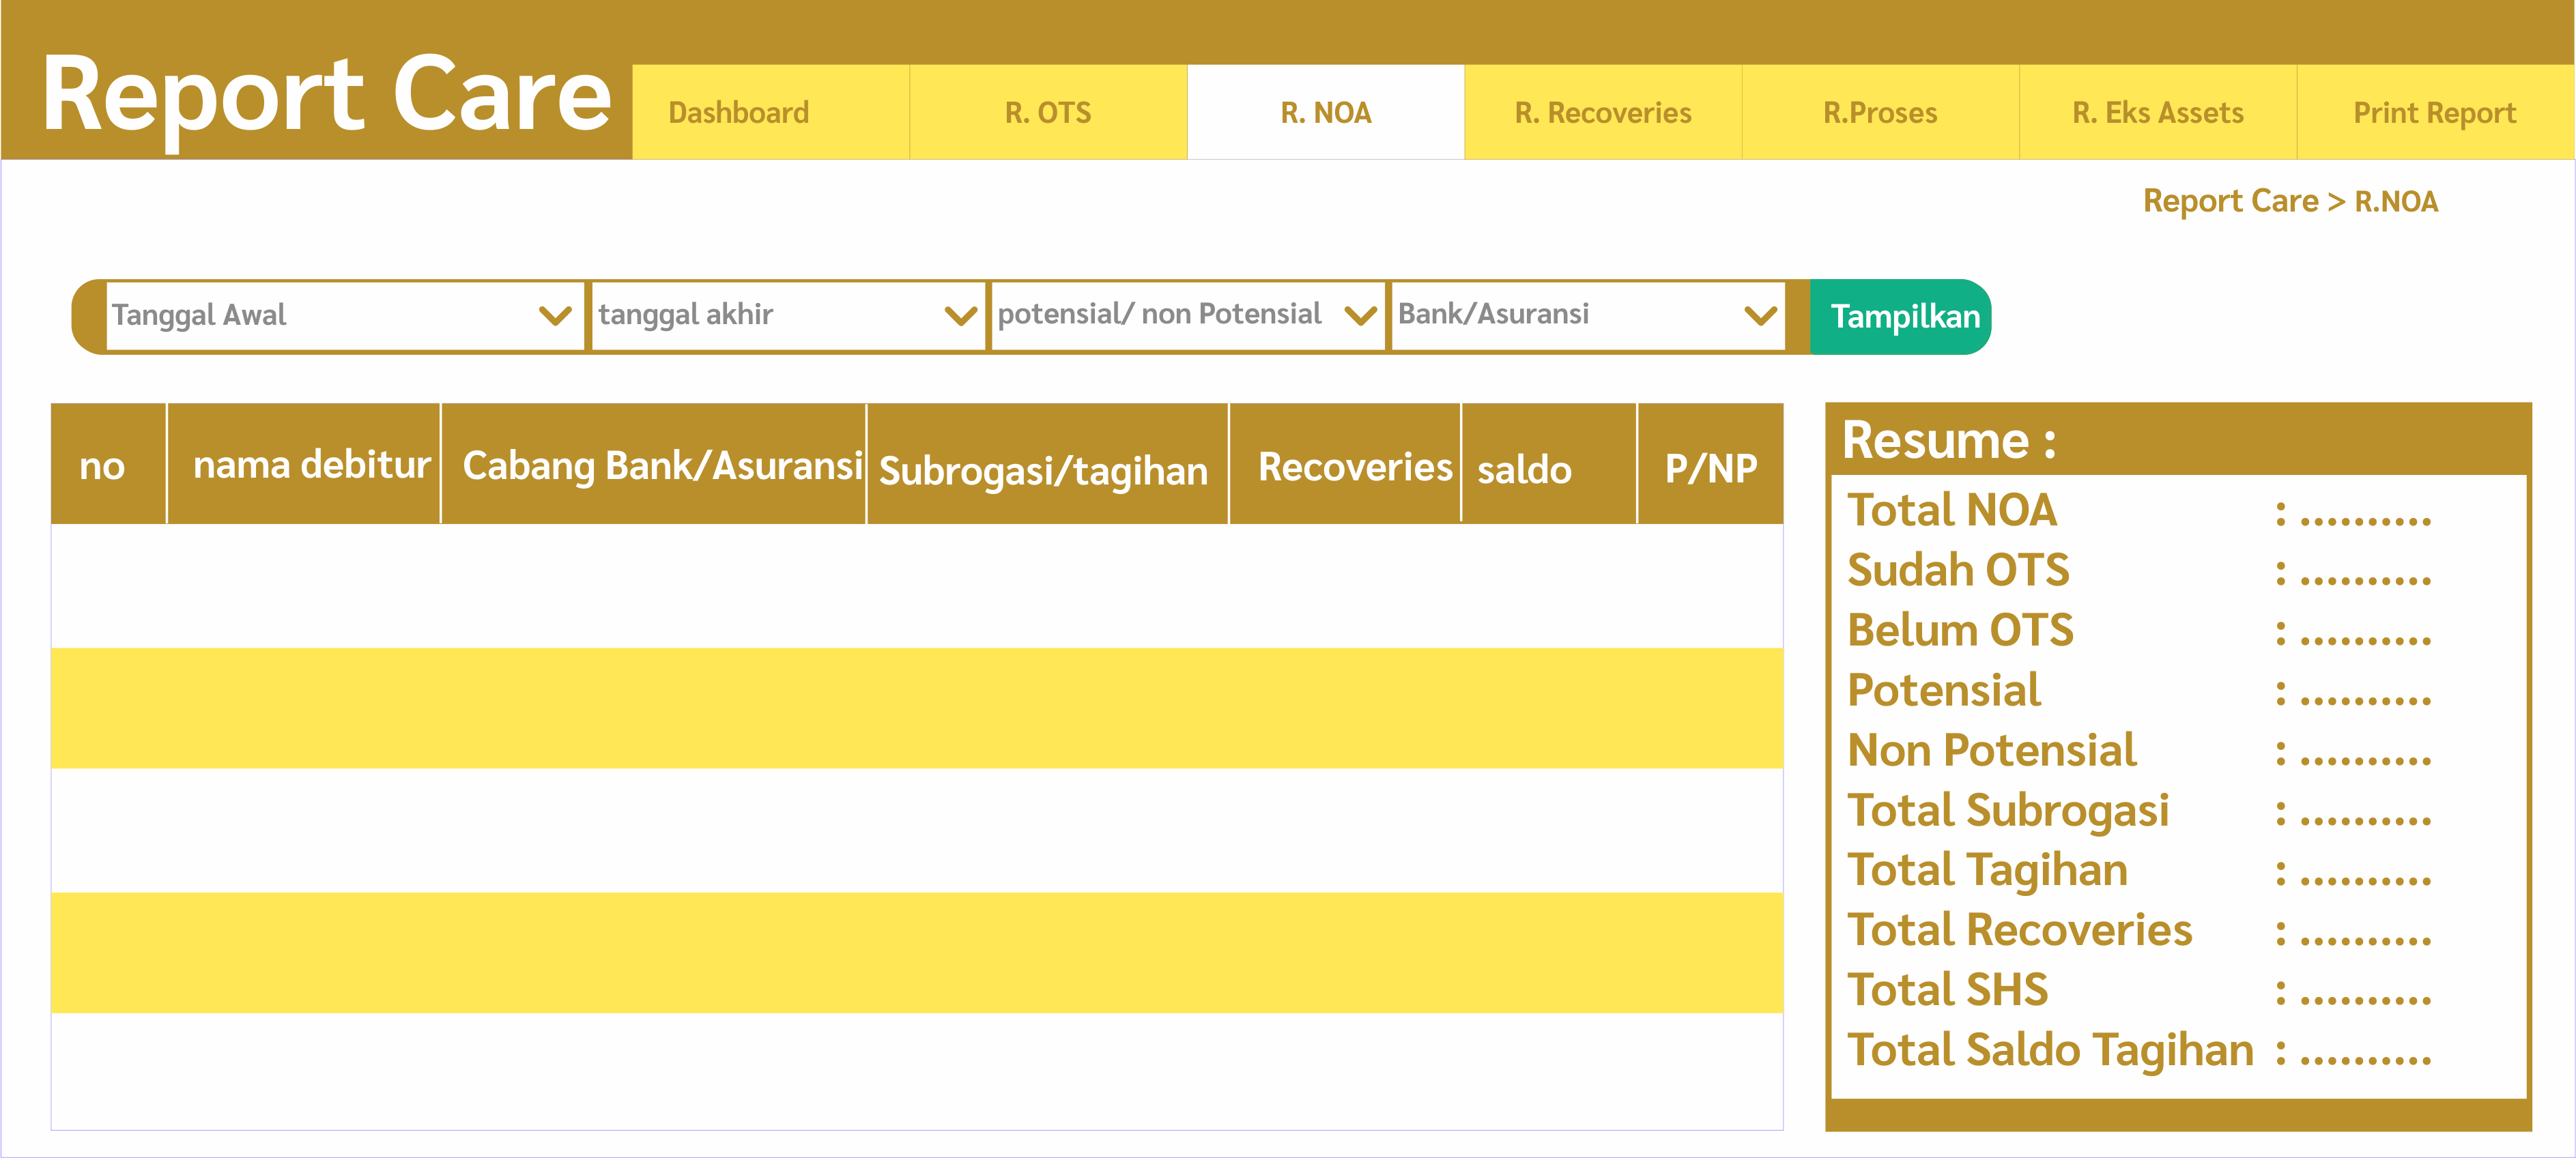 Report Care
Dashboard R. OTS R. NOA R. Recoveries R.Proses R. Eks Assets Print Report
Report Care > R.NOA
Tanggal Awal tanggal akhir potensial/ non Potensial Bank/Asuransi Tampilkan
no nama debitur Cabang Bank/Asuransi Subrogasi/tagihan Recoveries saldo P/NP
Resume :
Total NOA : ..........
Sudah OTS : ..........
Belum OTS : ..........
Potensial : ..........
Non Potensial : ..........
Total Subrogasi : ..........
Total Tagihan : ..........
Total Recoveries : ..........
Total SHS : ..........
Total Saldo Tagihan : ..........